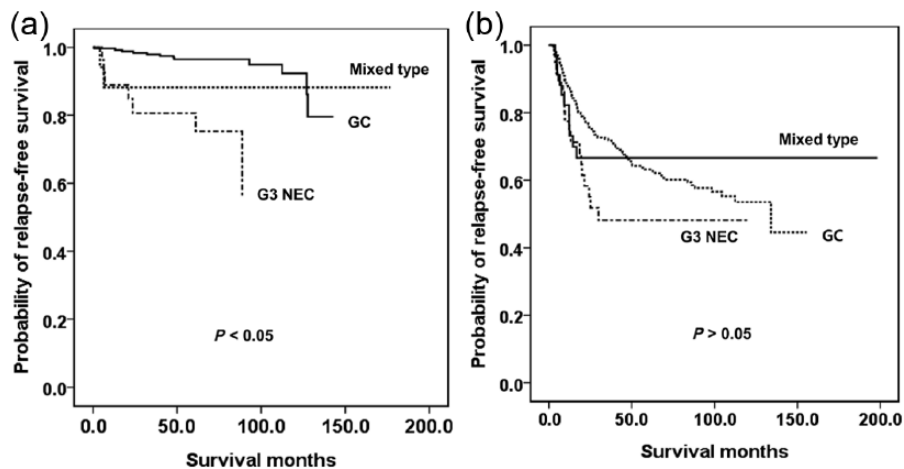 (a)
Probability of relapse-free survival
1.0
0.8
0.6
0.4
0.2
0.0
Mixed type
GC
G3 NEC
P < 0.05
0.0 50.0 100.0 150.0 200.0
Survival months
(b)
Probability of relapse-free survival
1.0
0.8
0.6
0.4
0.2
0.0
Mixed type
G3 NEC
GC
P > 0.05
0.0 50.0 100.0 150.0 200.0
Survival months